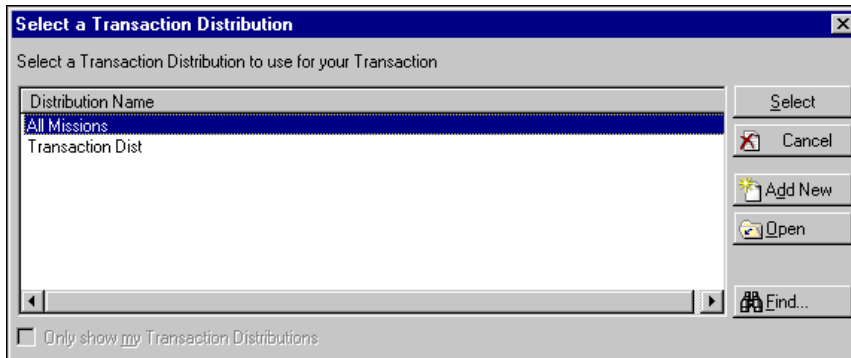 Select a Transaction Distribution
Select a Transaction Distribution to use for your Transaction
Distribution Name
All Missions
Transaction Dist
Select
Cancel
Add New
Open
Find...
Only show my Transaction Distributions